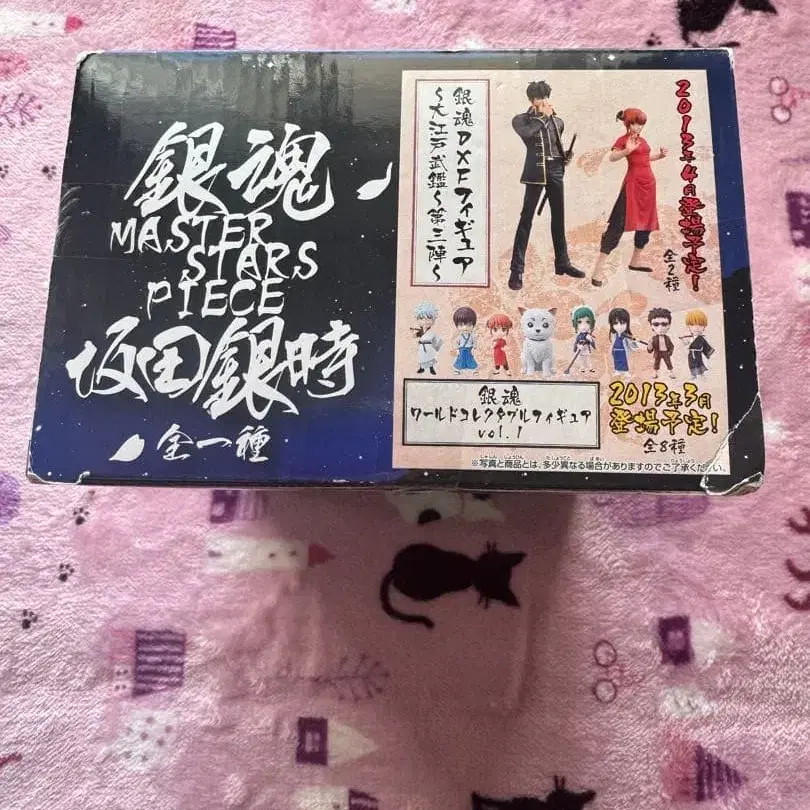 銀魂
MASTER
STARS
PIECE
坂田銀時
全一種
銀魂DXFフィギュア
〜大江戸武鑑〜第三陣〜
2013年4月登場予定!
全2種
銀魂
ワールドコレクタブルフィギュア
vol.1
2013年3月
登場予定!
全8種
※写真と商品とは、多少異なる場合がありますのでご了承ください。